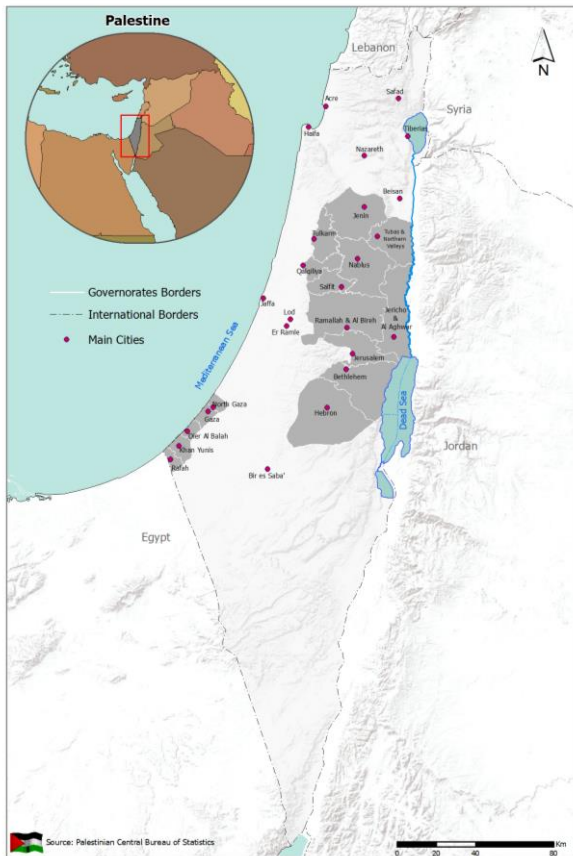 Palestine
Lebanon
N
Safad
Acre
Syria
Tiberias
Haifa
Nazareth
Beisan
Jenin
Tulkarm
Tubas &
Northern
Valleys
Nablus
Qalqiliya
Governorates Borders
Salfit
Jaffa
International Borders
Jericho
&
Al Aghwar
Lod
Ramallah & Al Bireh
Er Ramle
Main Cities
Mediterranean Sea
Jerusalem
Bethlehem
Dead Sea
North Gaza
Gaza
Hebron
Dier Al Balah
Khan Yunis
Jordan
Rafah
Bir es Saba'
Egypt
Source: Palestinian Central Bureau of Statistics
0 20 40 80
Km